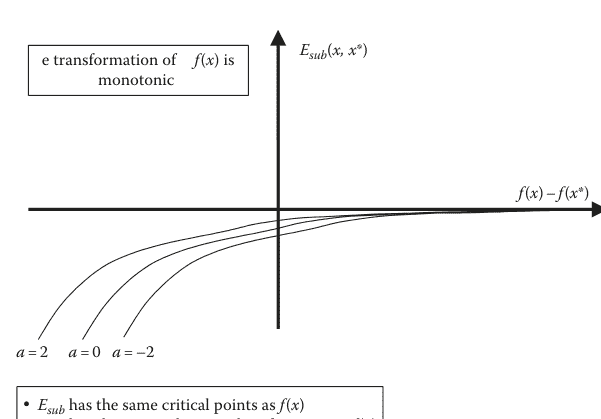 e transformation of f(x) is
monotonic
E_sub(x, x*)
f(x) – f(x*)
a = 2 a = 0 a = –2
• E_sub has the same critical points as f(x)